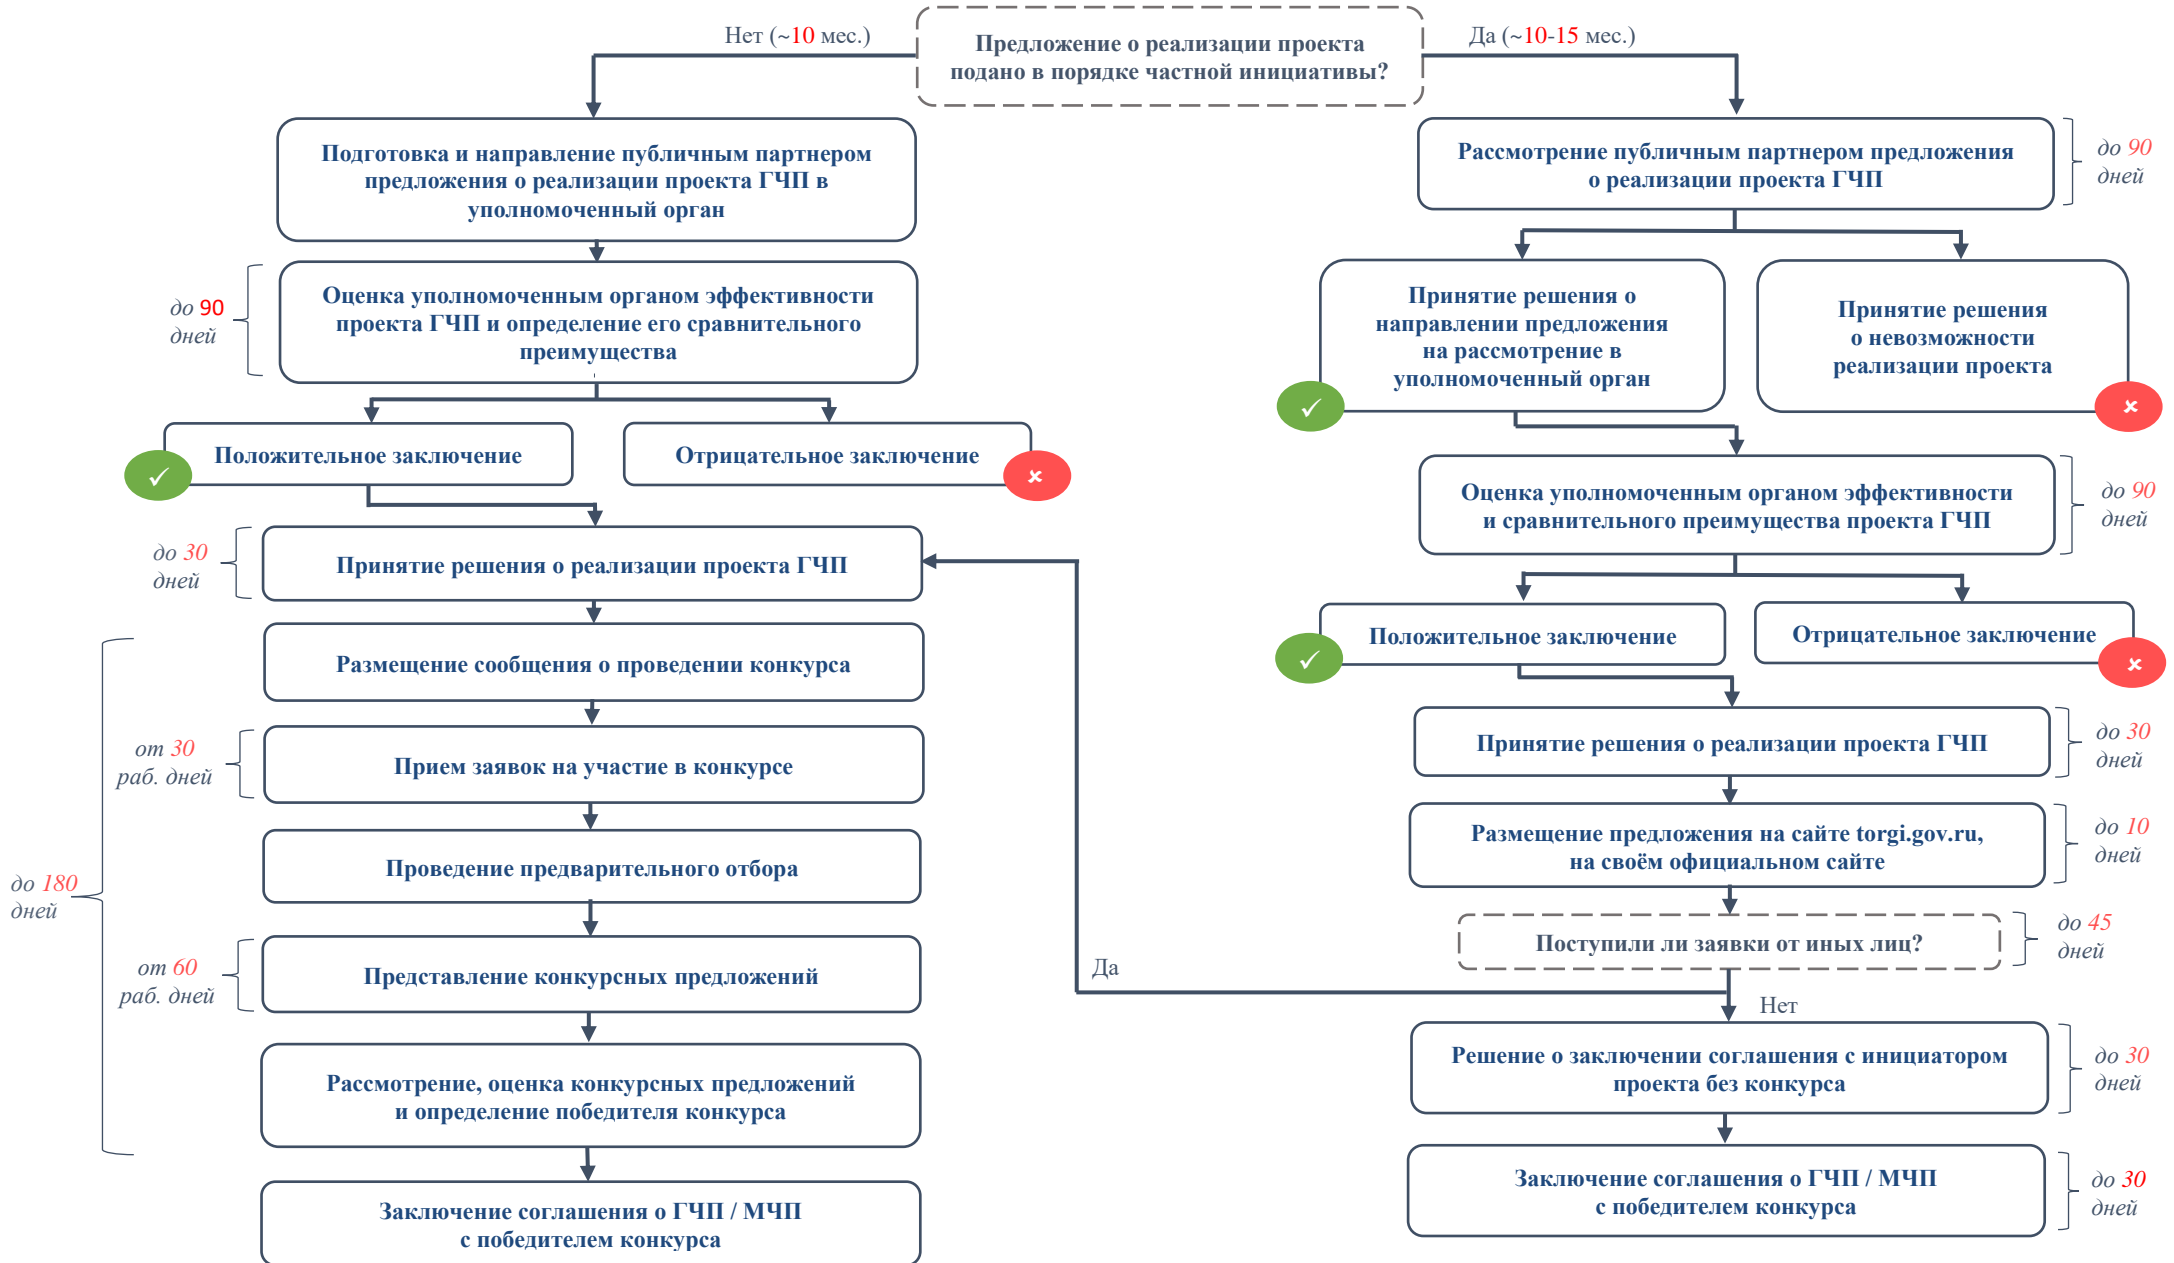 Предложение о реализации проекта
подано в порядке частной инициативы?
Нет (~10 мес.)
Да (~10-15 мес.)
Подготовка и направление публичным партнером
предложения о реализации проекта ГЧП в
уполномоченный орган
до 90
дней
Оценка уполномоченным органом эффективности
проекта ГЧП и определение его сравнительного
преимущества
Положительное заключение
Отрицательное заключение
до 30
дней
Принятие решения о реализации проекта ГЧП
до 180
дней
Размещение сообщения о проведении конкурса
от 30
раб. дней
Прием заявок на участие в конкурсе
Проведение предварительного отбора
от 60
раб. дней
Представление конкурсных предложений
Рассмотрение, оценка конкурсных предложений
и определение победителя конкурса
Заключение соглашения о ГЧП / МЧП
с победителем конкурса
Рассмотрение публичным партнером предложения
о реализации проекта ГЧП
до 90
дней
Принятие решения о
направлении предложения
на рассмотрение в
уполномоченный орган
Принятие решения
о невозможности
реализации проекта
Оценка уполномоченным органом эффективности
и сравнительного преимущества проекта ГЧП
до 90
дней
Положительное заключение
Отрицательное заключение
Принятие решения о реализации проекта ГЧП
до 30
дней
Размещение предложения на сайте torgi.gov.ru,
на своём официальном сайте
до 10
дней
Поступили ли заявки от иных лиц?
до 45
дней
Да
Нет
Решение о заключении соглашения с инициатором
проекта без конкурса
до 30
дней
Заключение соглашения о ГЧП / МЧП
с победителем конкурса
до 30
дней